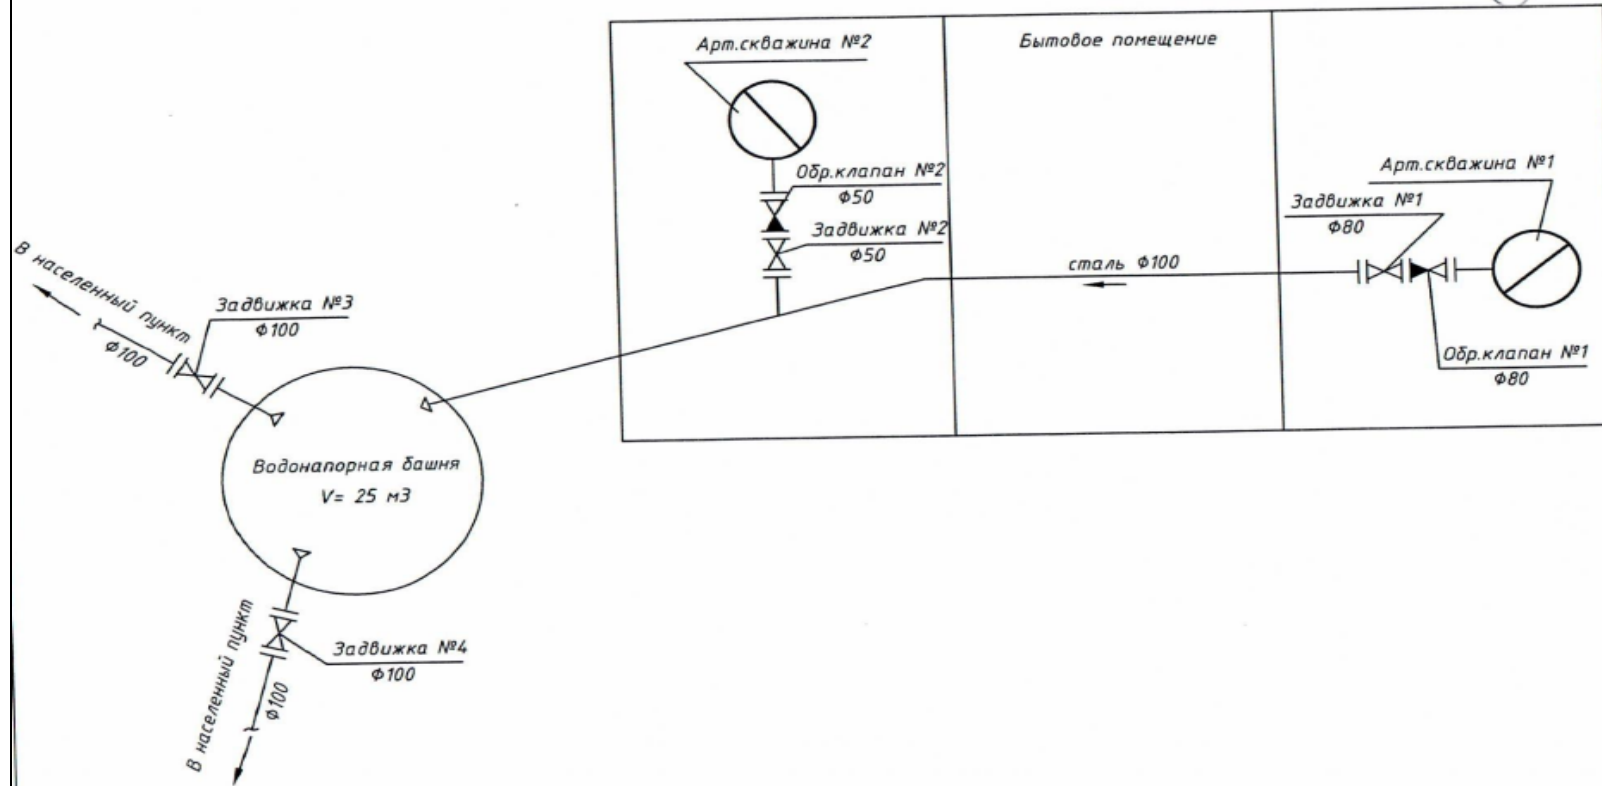 Арт.скважина №2
Бытовое помещение
Обр.клапан №2
Ф50
Задвижка №2
Ф50
Арт.скважина №1
Задвижка №1
Ф80
сталь Ф100
Обр.клапан №1
Ф80
В населенный пункт
Ф100
Задвижка №3
Ф100
Водонапорная башня
V= 25 м3
В населенный пункт
Ф100
Задвижка №4
Ф100